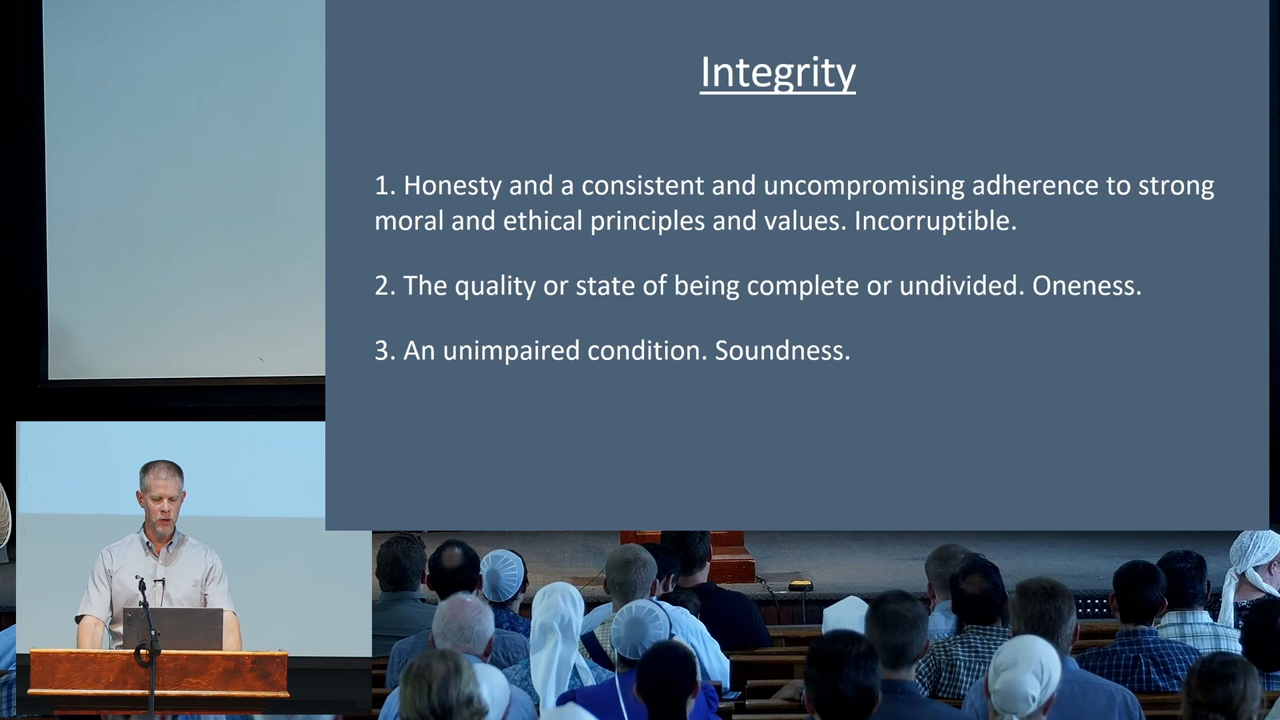 Integrity
1. Honesty and a consistent and uncompromising adherence to strong
moral and ethical principles and values. Incorruptible.
2. The quality or state of being complete or undivided. Oneness.
3. An unimpaired condition. Soundness.